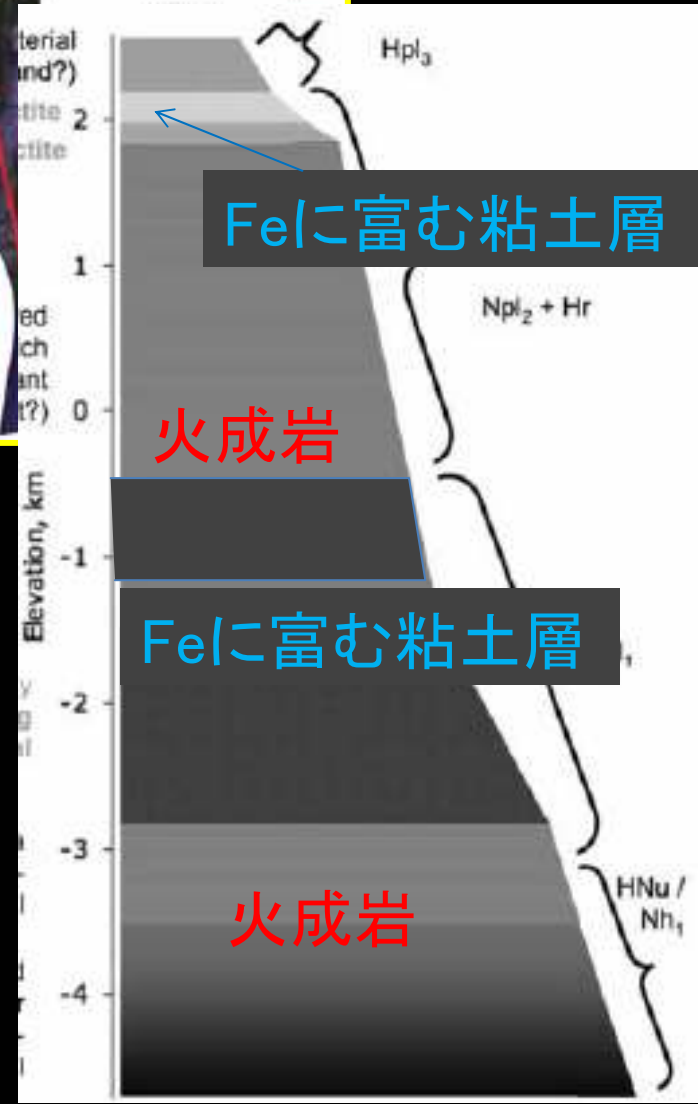 Hpl₃
2
Feに富む粘土層
1
Npl₂ + Hr
0
火成岩
Elevation, km
-1
Feに富む粘土層
-2
-3
HNu /
Nh₁
火成岩
-4